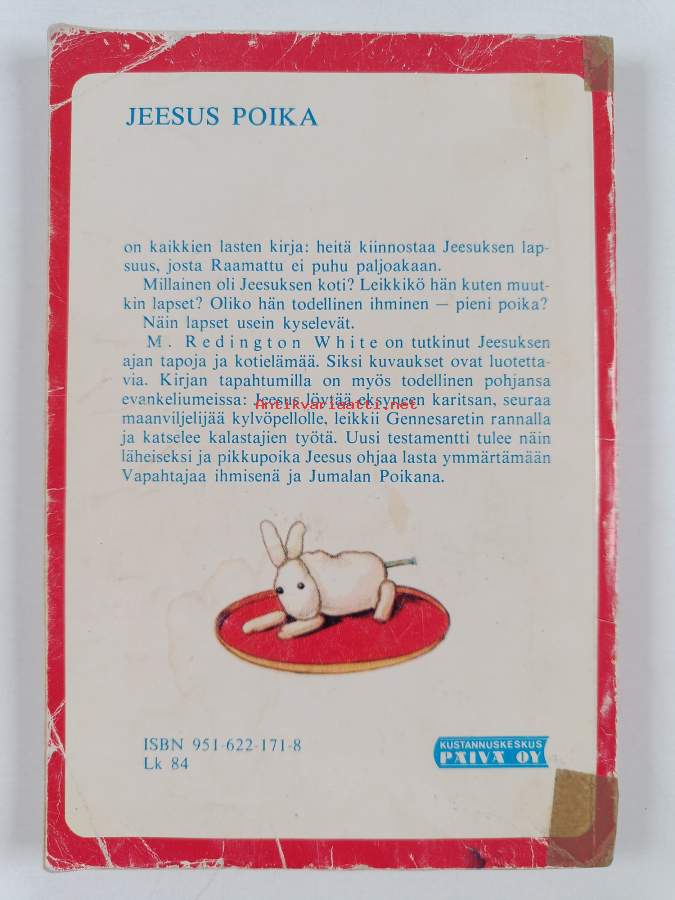 JEESUS POIKA
on kaikkien lasten kirja: heitä kiinnostaa Jeesuksen lap-
suus, josta Raamattu ei puhu paljoakaan.
Millainen oli Jeesuksen koti? Leikkikö hän kuten muut-
kin lapset? Oliko hän todellinen ihminen — pieni poika?
Näin lapset usein kyselevät.
M. Redington White on tutkinut Jeesuksen
ajan tapoja ja kotielämää. Siksi kuvaukset ovat luotetta-
via. Kirjan tapahtumilla on myös todellinen pohjansa
evankeliumeissa: Jeesus löytää eksyneen karitsan, seuraa
Antikvariaatti.net
maanviljelijää kylvöpellolle, leikkii Gennesaretin rannalla
ja katselee kalastajien työtä. Uusi testamentti tulee näin
läheiseksi ja pikkupoika Jeesus ohjaa lasta ymmärtämään
Vapahtajaa ihmisenä ja Jumalan Poikana.
ISBN 951-622-171-8
Lk 84
KUSTANNUSKESKUS
PÄIVÄ OY